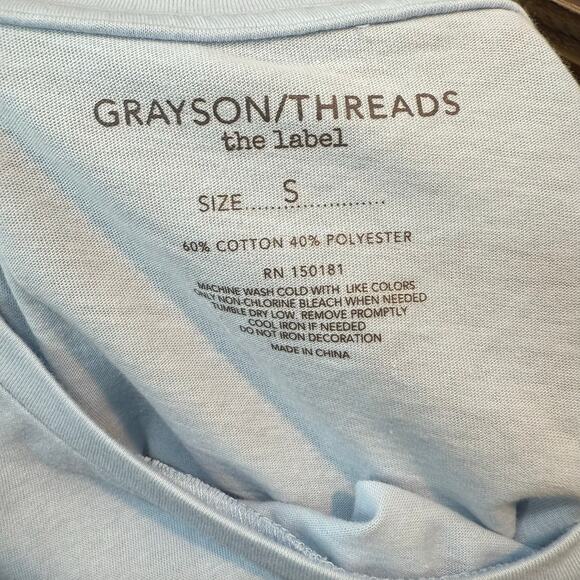 GRAYSON/THREADS
the label
SIZE......S................
60% COTTON 40% POLYESTER
RN 150181
MACHINE WASH COLD WITH LIKE COLORS
ONLY NON-CHLORINE BLEACH WHEN NEEDED
TUMBLE DRY LOW. REMOVE PROMPTLY
COOL IRON IF NEEDED
DO NOT IRON DECORATION
MADE IN CHINA